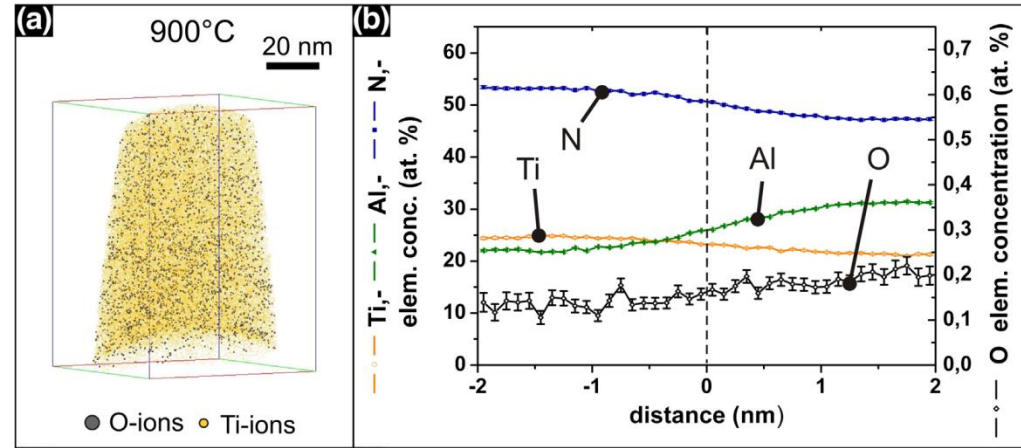 (a)
900°C
20 nm
O-ions
Ti-ions
(b)
Ti,- Al,- N,-
elem. conc. (at. %)
60
50
40
30
20
10
0
N
Ti
Al
O
0,7
0,6
0,5
0,4
0,3
0,2
0,1
0,0
O elem. concentration (at. %)
-2
-1
0
1
2
distance (nm)